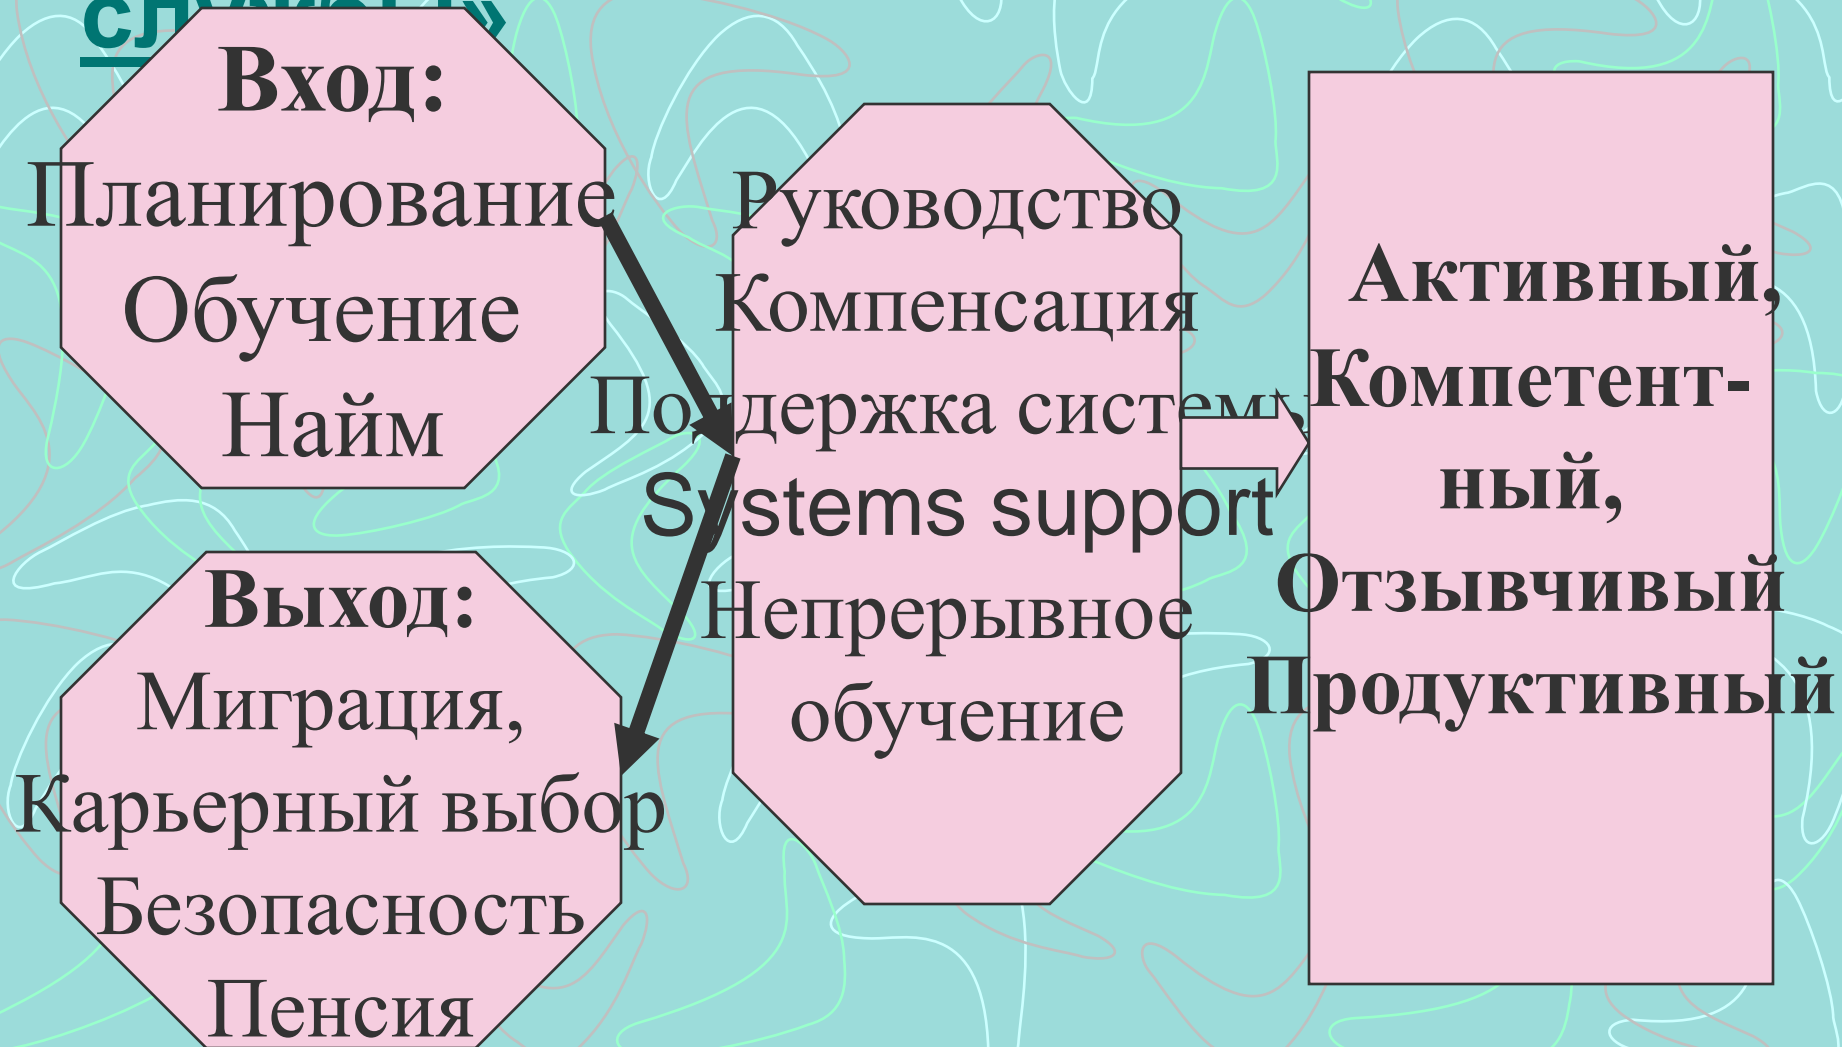 Вход:
Планирование
Обучение
Найм
Выход:
Миграция,
Карьерный выбор
Безопасность
Пенсия
Руководство
Компенсация
Поддержка системы
Systems support
Непрерывное
обучение
Активный,
Компетент-
ный,
Отзывчивый
Продуктивный